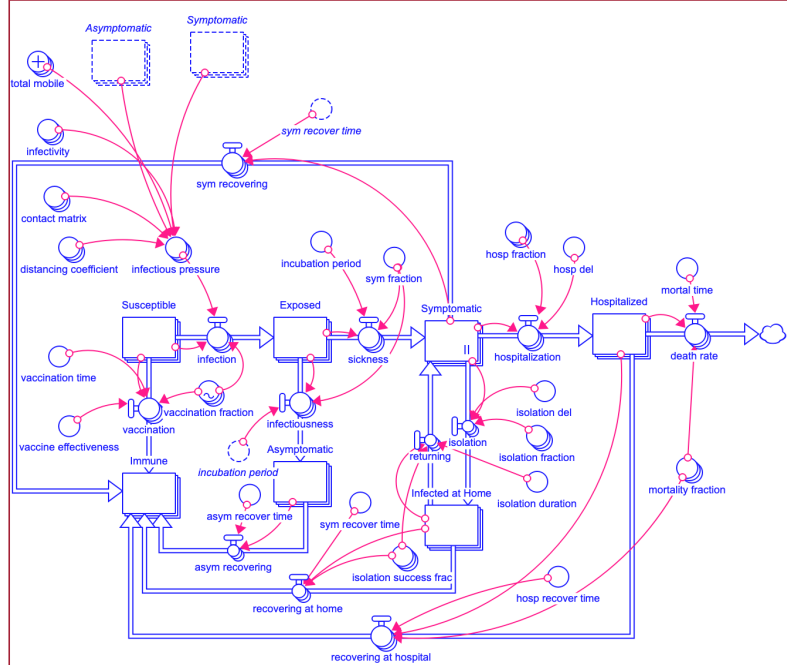 Asymptomatic
Symptomatic
total mobile
sym recover time
infectivity
sym recovering
contact matrix
distancing coefficient
infectious pressure
incubation period
sym fraction
hosp fraction
hosp del
mortal time
Susceptible
Exposed
Symptomatic
Hospitalized
infection
sickness
hospitalization
death rate
vaccination time
vaccination fraction
vaccine effectiveness
vaccination
infectiousness
isolation del
returning
isolation
isolation fraction
Immune
incubation period
Asymptomatic
isolation duration
mortality fraction
Infected at Home
asym recover time
sym recover time
asym recovering
isolation success frac
recovering at home
hosp recover time
recovering at hospital